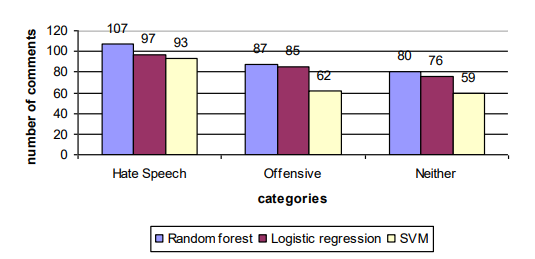 number of comments
120
100
80
60
40
20
0
107 97 93
87 85 62
80 76 59
Hate Speech Offensive Neither
categories
Random forest Logistic regression SVM